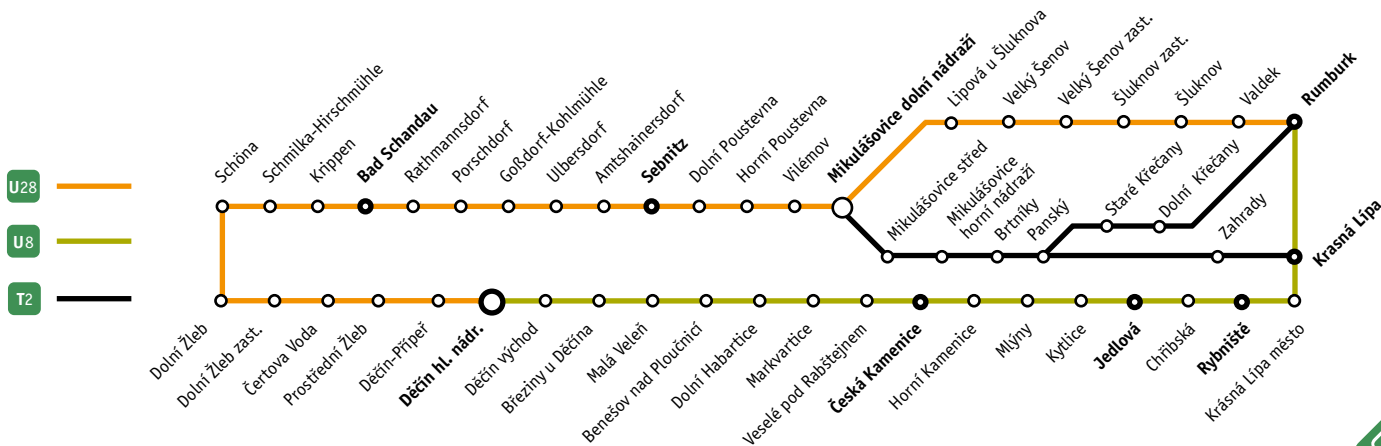 U28
U8
T2
Schöna
Schmilka-Hirschmühle
Krippen
Bad Schandau
Rathmannsdorf
Porschdorf
Goßdorf-Kohlmühle
Ulbersdorf
Amtshainersdorf
Sebnitz
Dolní Poustevna
Horní Poustevna
Vilémov
Mikulášovice dolní nádraží
Lipová u Šluknova
Velký Šenov
Velký Šenov zast.
Šluknov zast.
Šluknov
Valdek
Rumburk
Mikulášovice střed
Mikulášovice
horní nádraží
Brtníky
Panský
Staré Křečany
Dolní Křečany
Zahrady
Krasná Lípa
Dolní Žleb
Dolní Žleb zast.
Čertova Voda
Prostřední Žleb
Děčín-Přípeř
Děčín hl. nádr.
Děčín východ
Březiny u Děčína
Malá Veleň
Benešov nad Ploučnicí
Dolní Habartice
Markvartice
Veselé pod Rabštejnem
Česká Kamenice
Horní Kamenice
Mlýny
Kytlice
Jedlová
Chřibská
Rybniště
Krásná Lípa město